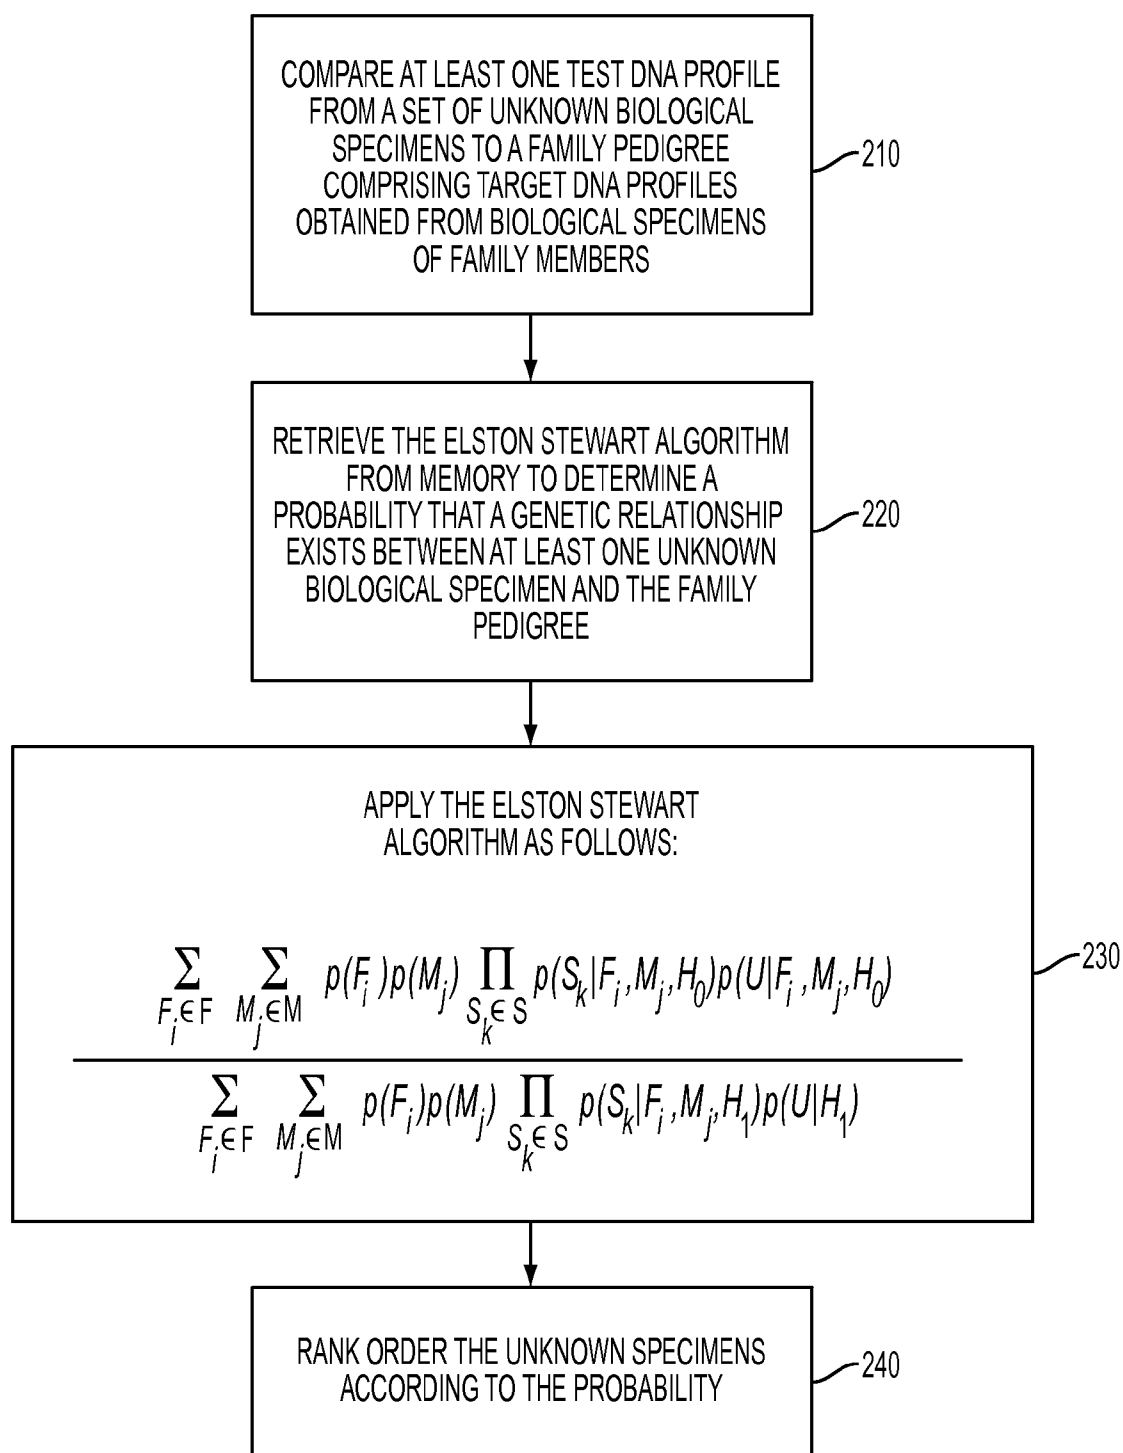 COMPARE AT LEAST ONE TEST DNA PROFILE
FROM A SET OF UNKNOWN BIOLOGICAL
SPECIMENS TO A FAMILY PEDIGREE
COMPRISING TARGET DNA PROFILES
OBTAINED FROM BIOLOGICAL SPECIMENS
OF FAMILY MEMBERS
210
RETRIEVE THE ELSTON STEWART ALGORITHM
FROM MEMORY TO DETERMINE A
PROBABILITY THAT A GENETIC RELATIONSHIP
EXISTS BETWEEN AT LEAST ONE UNKNOWN
BIOLOGICAL SPECIMEN AND THE FAMILY
PEDIGREE
220
APPLY THE ELSTON STEWART
ALGORITHM AS FOLLOWS:
∑ ∑ p(F_i)p(M_j) ∏ p(S_k|F_i,M_j,H_0)p(U|F_i,M_j,H_0)
F_i∈F M_j∈M S_k∈S
∑ ∑ p(F_i)p(M_j) ∏ p(S_k|F_i,M_j,H_1)p(U|H_1)
F_i∈F M_j∈M S_k∈S
230
RANK ORDER THE UNKNOWN SPECIMENS
ACCORDING TO THE PROBABILITY
240